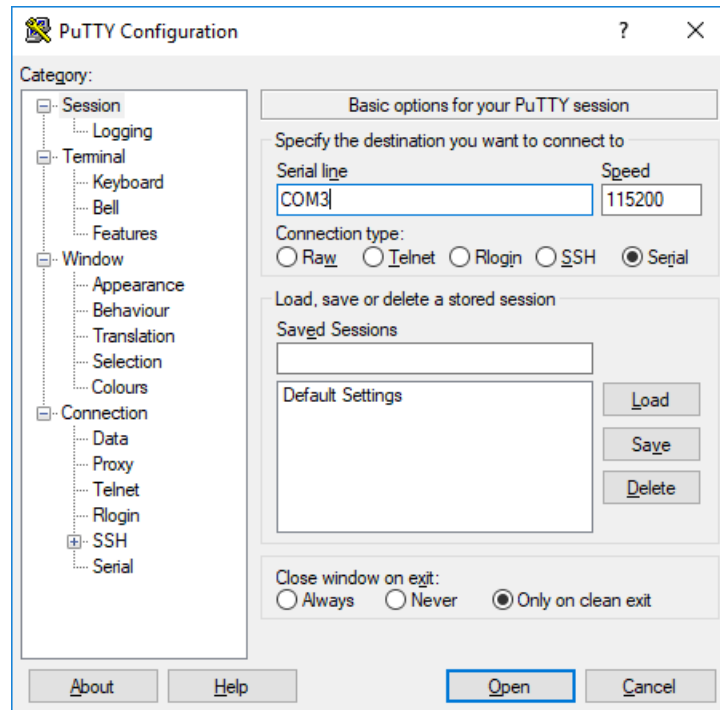 PuTTY Configuration
?
Category:
Session
Logging
Terminal
Keyboard
Bell
Features
Window
Appearance
Behaviour
Translation
Selection
Colours
Connection
Data
Proxy
Telnet
Rlogin
SSH
Serial
Basic options for your PuTTY session
Specify the destination you want to connect to
Serial line Speed
COM3 115200
Connection type:
Raw Telnet Rlogin SSH Serial
Load, save or delete a stored session
Saved Sessions
Default Settings
Load
Save
Delete
Close window on exit:
Always Never Only on clean exit
About Help Open Cancel